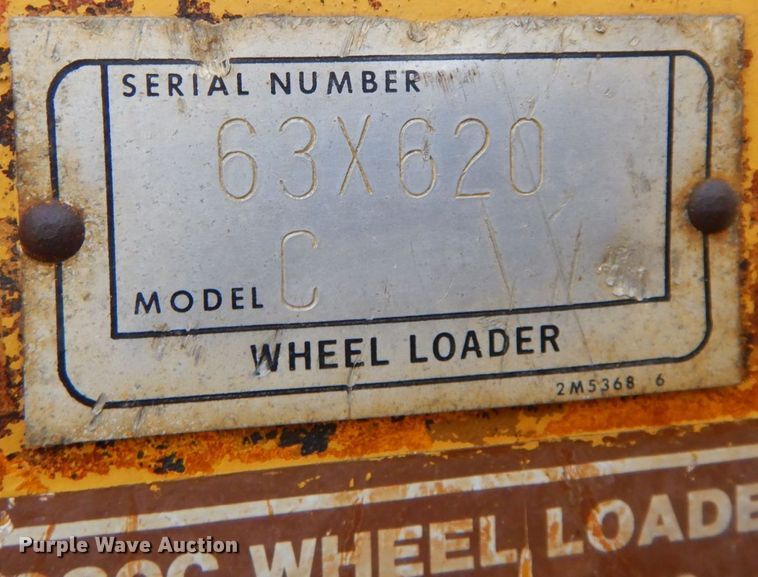 SERIAL NUMBER
63X620
MODEL C
WHEEL LOADER
2M5368 6
WHEEL LOADE
Purple Wave Auction